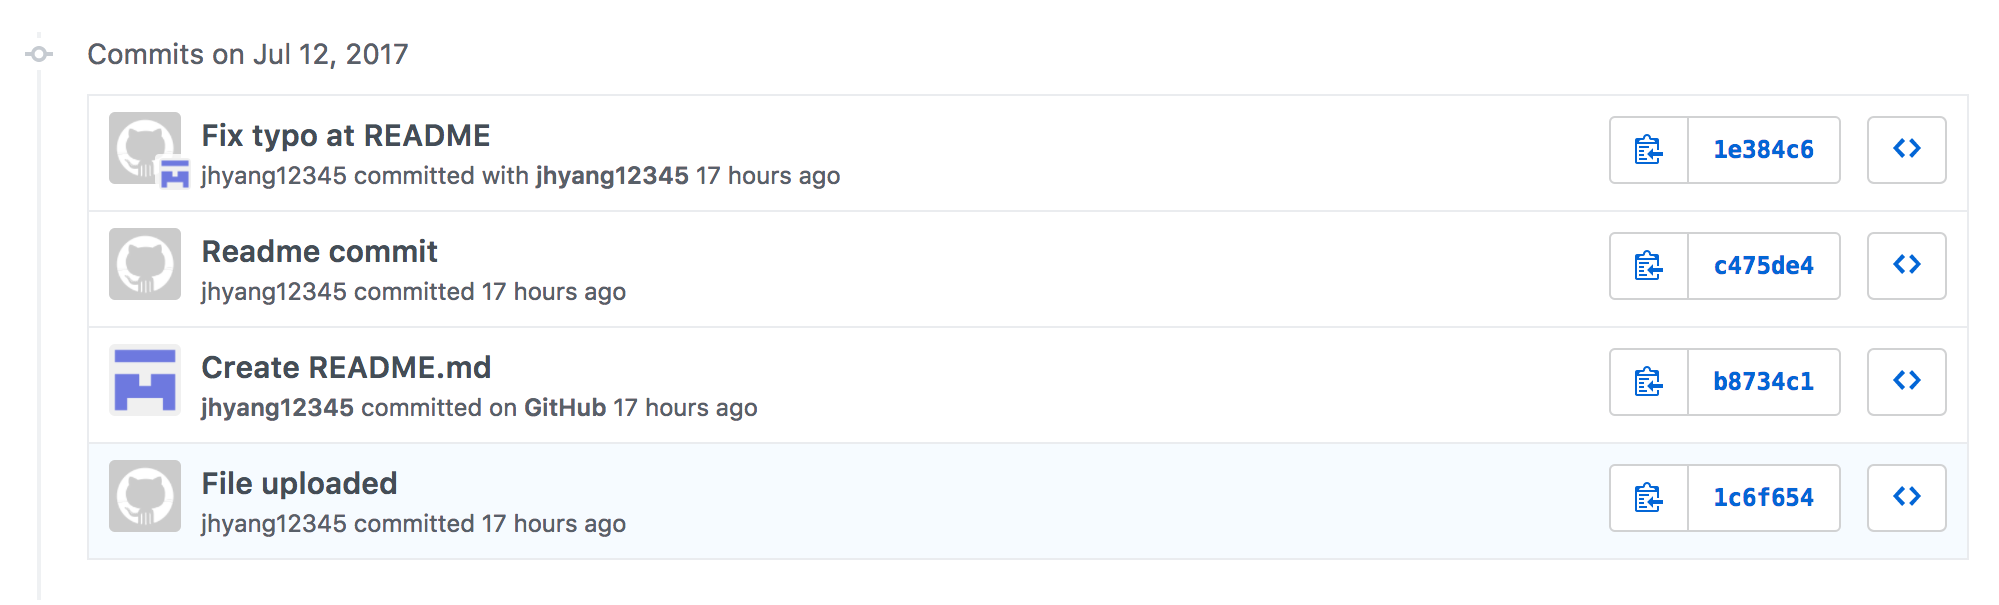 Commits on Jul 12, 2017
Fix typo at README
jhyang12345 committed with jhyang12345 17 hours ago
1e384c6
Readme commit
jhyang12345 committed 17 hours ago
c475de4
Create README.md
jhyang12345 committed on GitHub 17 hours ago
b8734c1
File uploaded
jhyang12345 committed 17 hours ago
1c6f654